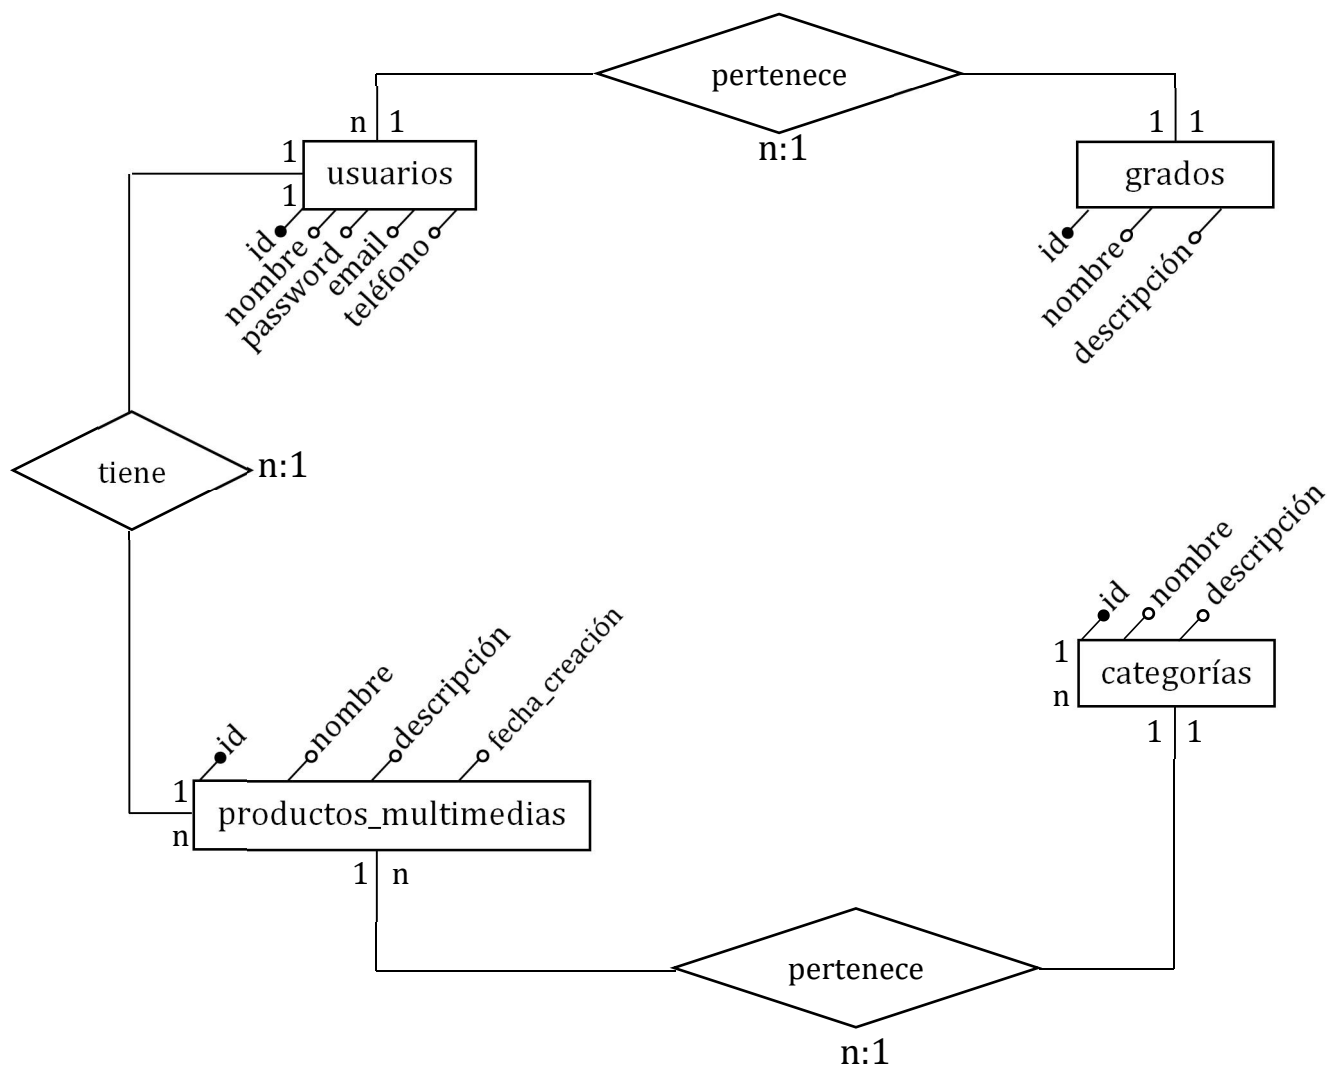 pertenece
n:1
n 1
1 1
1
usuarios
1
grados
id
nombre
password
email
teléfono
id
nombre
descripción
tiene
n:1
id
nombre
descripción
1
n
categorías
1 1
id
nombre
descripción
fecha_creación
1
n
productos_multimedias
1 n
pertenece
n:1